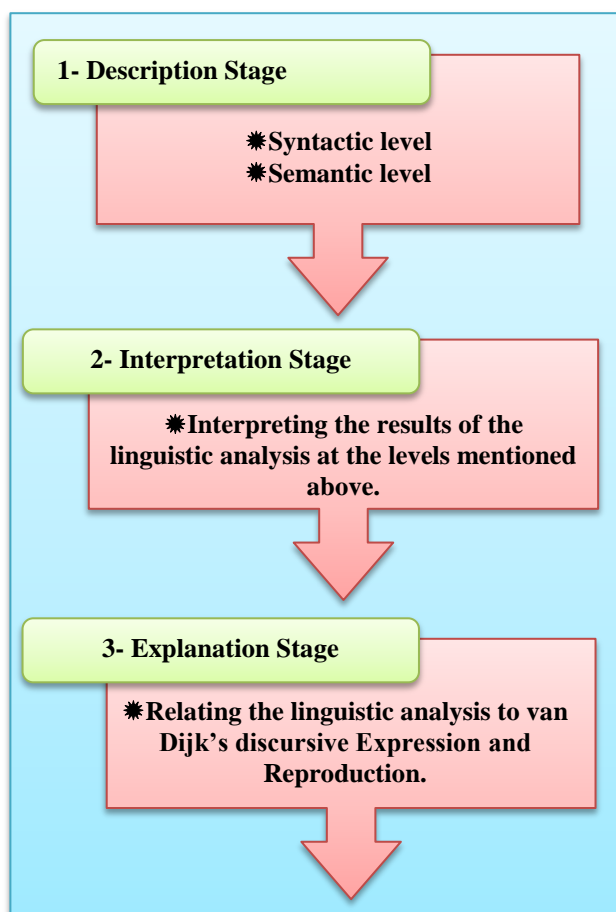 1- Description Stage
✹Syntactic level
✹Semantic level
2- Interpretation Stage
✹Interpreting the results of the
linguistic analysis at the levels mentioned
above.
3- Explanation Stage
✹Relating the linguistic analysis to van
Dijk’s discursive Expression and
Reproduction.